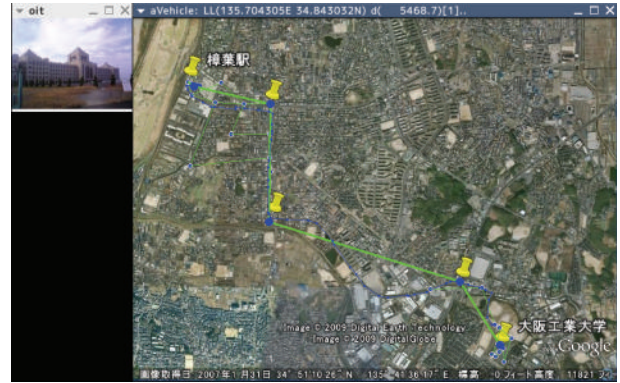 oit
aVehicle: LL(135.704305E 34.843032N) d( 5468.7)[1]..
樟葉駅
大阪工業大学
Image © 2009 Digital Earth Technology
Image © 2009 DigitalGlobe
Google
画像取得日 2007年1月31日 34° 51'10.26" N 135° 41'36.17" E 標高 0フィート高度 11821